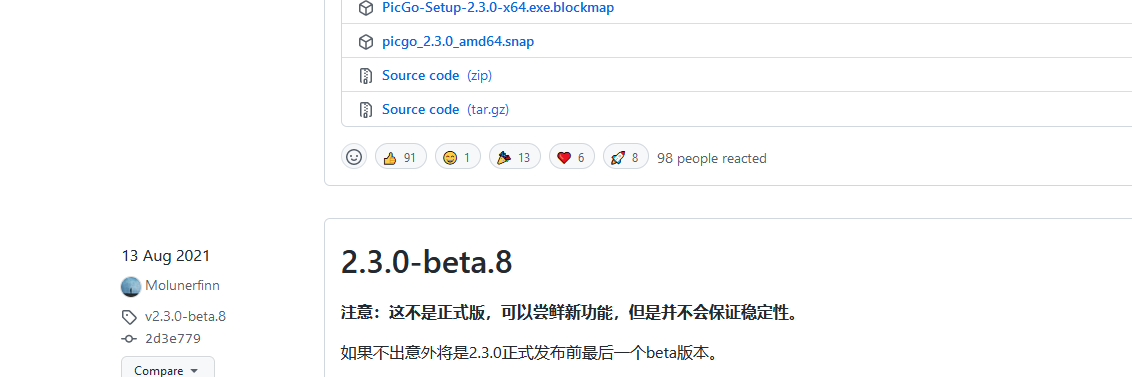 PicGo-Setup-2.3.0-x64.exe.blockmap
picgo_2.3.0_amd64.snap
Source code (zip)
Source code (tar.gz)
91 1 13 6 8 98 people reacted
13 Aug 2021
Molunerfinn
v2.3.0-beta.8
2d3e779
Compare
2.3.0-beta.8
注意：这不是正式版，可以尝鲜新功能，但是并不会保证稳定性。
如果不出意外将是2.3.0正式发布前最后一个beta版本。